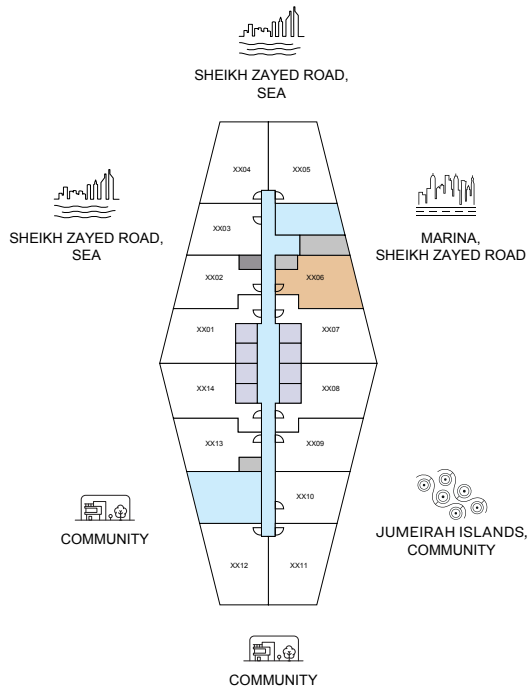 SHEIKH ZAYED ROAD,
SEA
XX04
XX05
SHEIKH ZAYED ROAD,
SEA
MARINA,
SHEIKH ZAYED ROAD
XX03
XX02
XX06
XX01
XX07
XX14
XX08
XX13
XX09
XX10
COMMUNITY
JUMEIRAH ISLANDS,
COMMUNITY
XX12
XX11
COMMUNITY